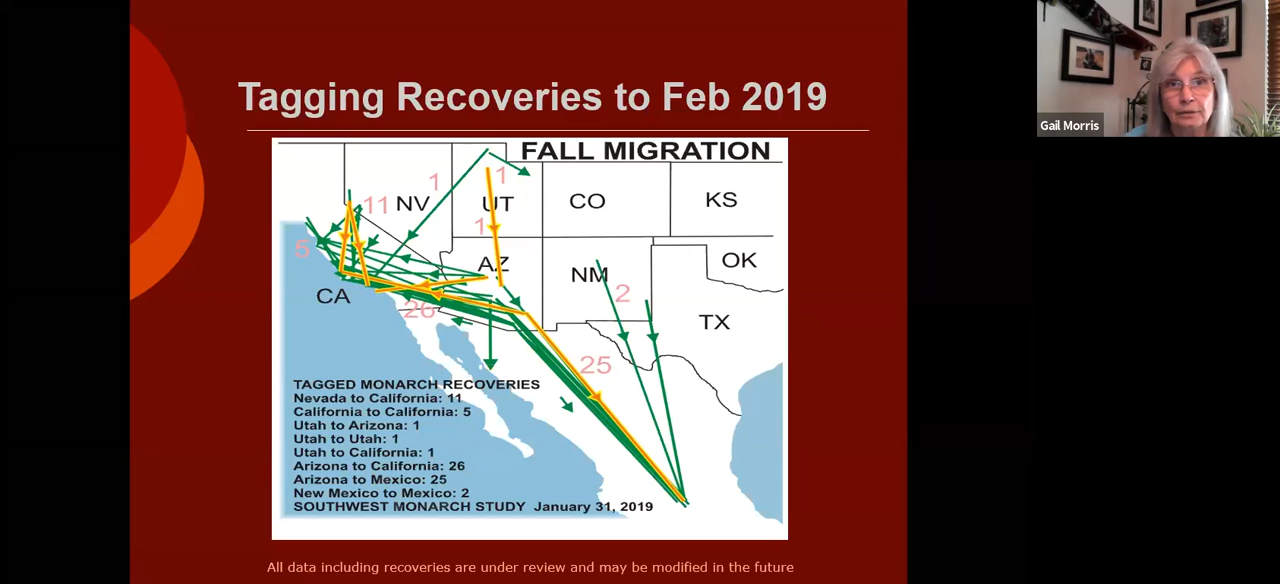 Tagging Recoveries to Feb 2019
Gail Morris
FALL MIGRATION
1
1
11
NV
UT
CO
KS
1
5
AZ
NM
OK
CA
26
2
TX
25
TAGGED MONARCH RECOVERIES
Nevada to California: 11
California to California: 5
Utah to Arizona: 1
Utah to Utah: 1
Utah to California: 1
Arizona to California: 26
Arizona to Mexico: 25
New Mexico to Mexico: 2
SOUTHWEST MONARCH STUDY January 31, 2019
All data including recoveries are under review and may be modified in the future